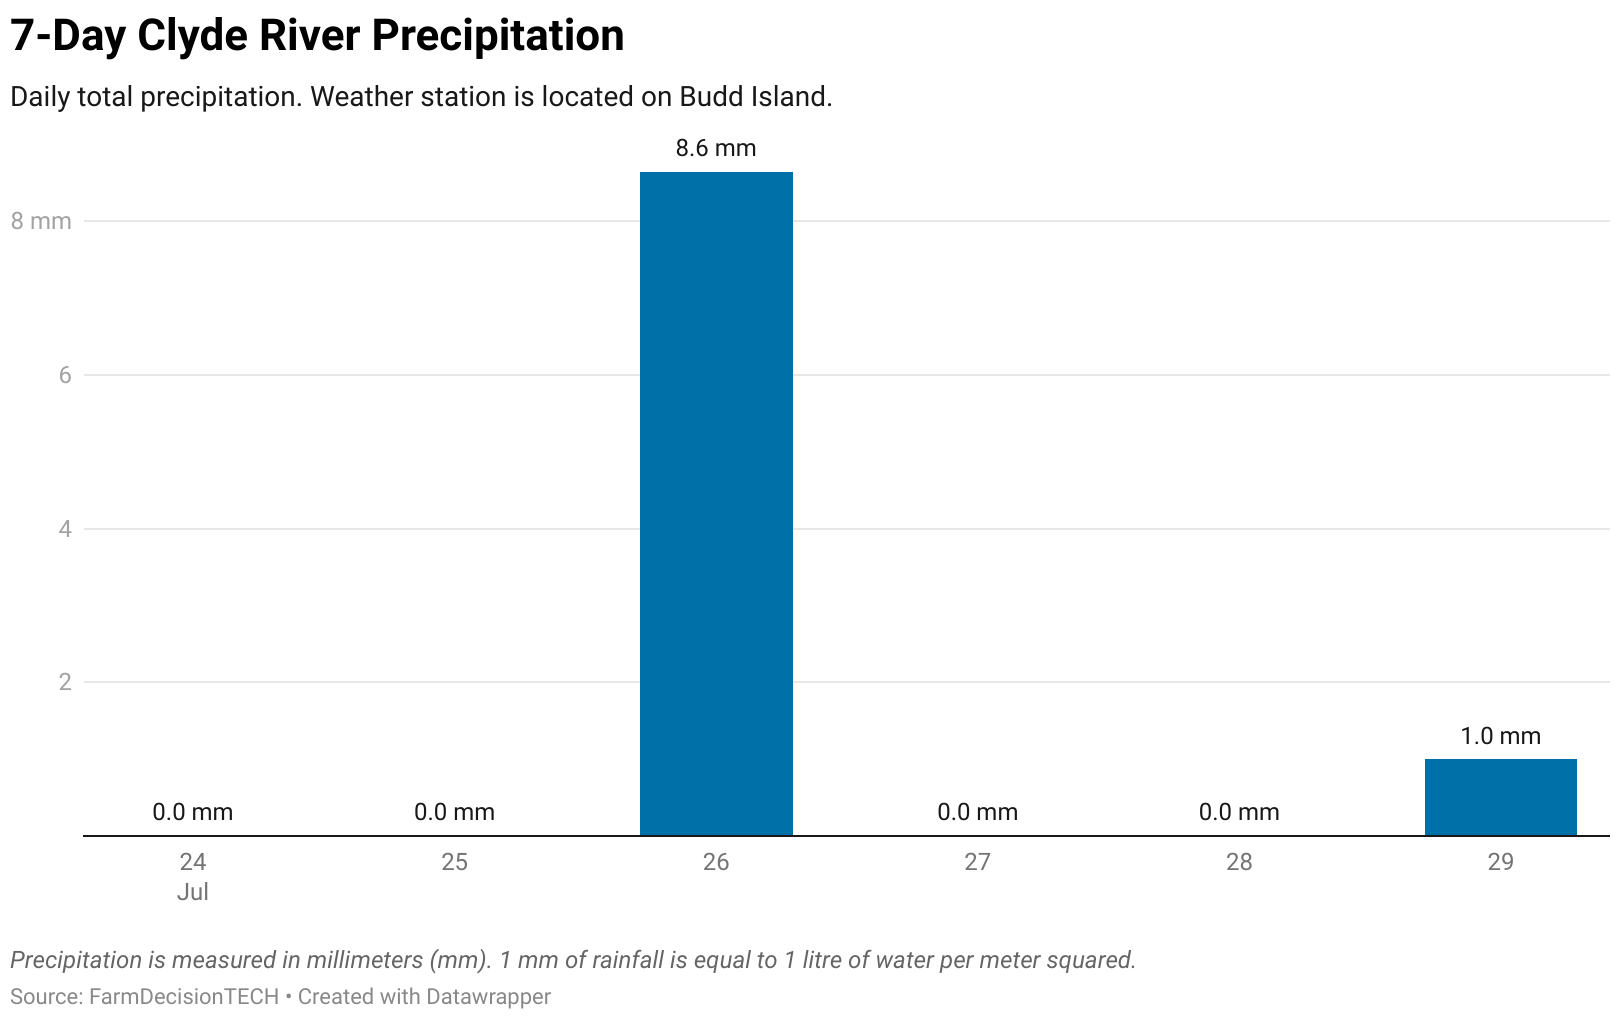 7-Day Clyde River Precipitation
Daily total precipitation. Weather station is located on Budd Island.
8.6 mm
8 mm
6
4
2
1.0 mm
0.0 mm 0.0 mm 0.0 mm 0.0 mm
24 25 26 27 28 29
Jul
Precipitation is measured in millimeters (mm). 1 mm of rainfall is equal to 1 litre of water per meter squared.
Source: FarmDecisionTECH • Created with Datawrapper